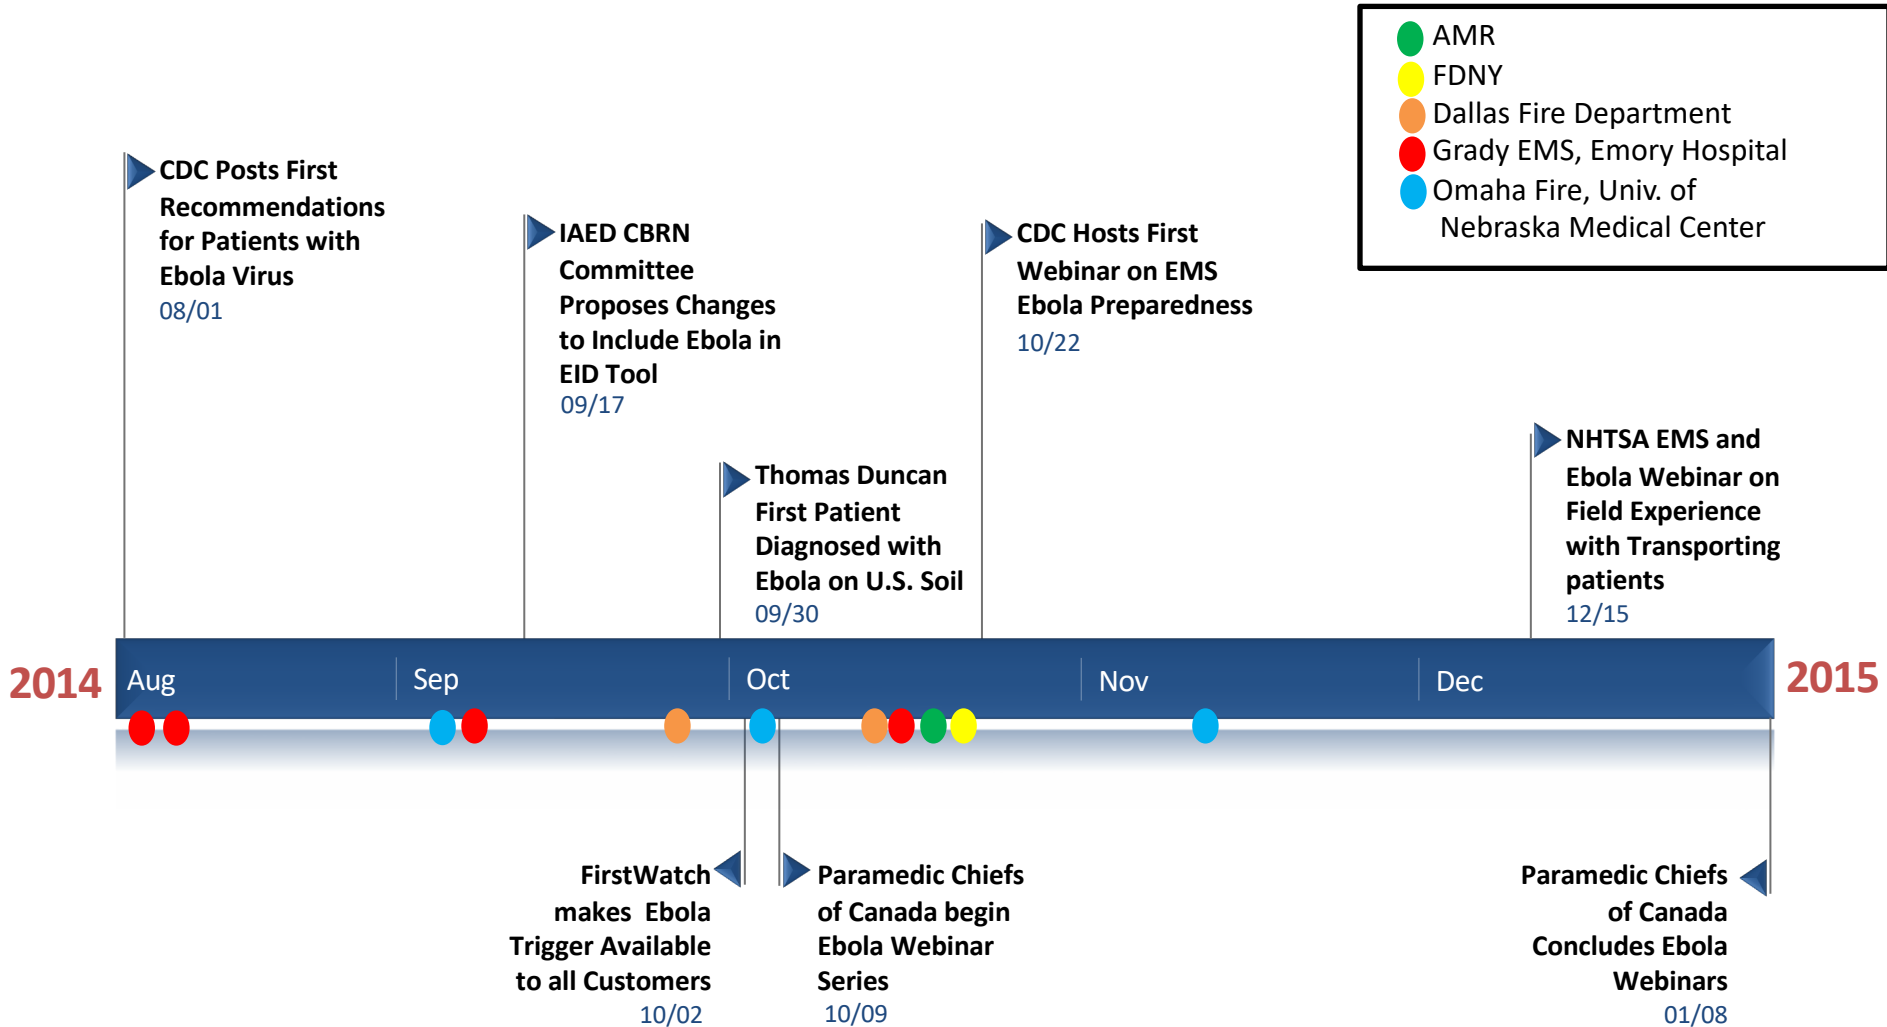 AMR
FDNY
Dallas Fire Department
Grady EMS, Emory Hospital
Omaha Fire, Univ. of
Nebraska Medical Center
CDC Posts First
Recommendations
for Patients with
Ebola Virus
08/01
IAED CBRN
Committee
Proposes Changes
to Include Ebola in
EID Tool
09/17
CDC Hosts First
Webinar on EMS
Ebola Preparedness
10/22
Thomas Duncan
First Patient
Diagnosed with
Ebola on U.S. Soil
09/30
NHTSA EMS and
Ebola Webinar on
Field Experience
with Transporting
patients
12/15
2014
Aug
Sep
Oct
Nov
Dec
2015
FirstWatch
makes Ebola
Trigger Available
to all Customers
10/02
Paramedic Chiefs
of Canada begin
Ebola Webinar
Series
10/09
Paramedic Chiefs
of Canada
Concludes Ebola
Webinars
01/08